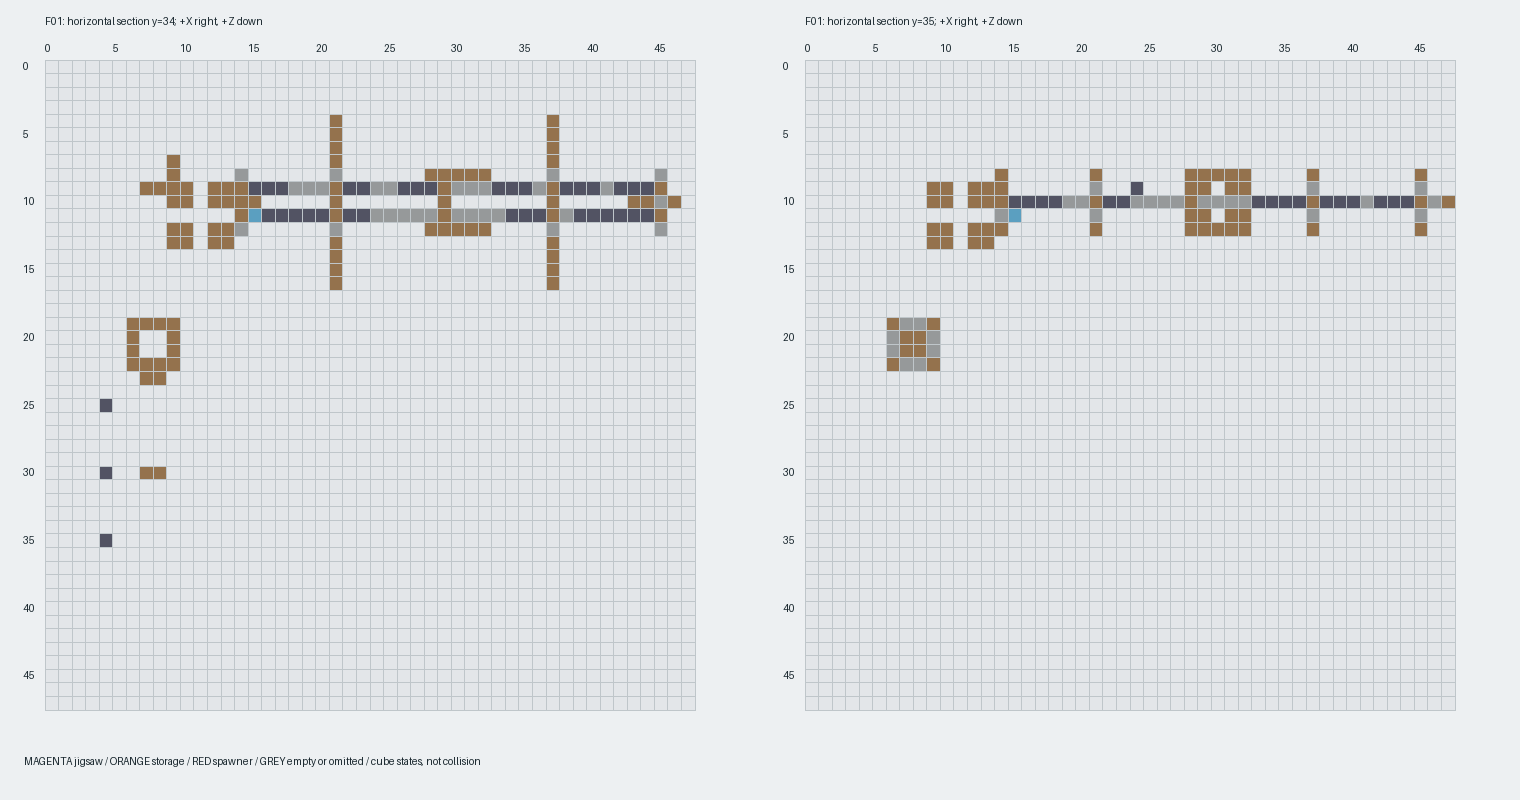 F01: horizontal section y=34; +X right, +Z down
F01: horizontal section y=35; +X right, +Z down
0 5 10 15 20 25 30 35 40 45
0 5 10 15 20 25 30 35 40 45
0 0
5 5
10 10
15 15
20 20
25 25
30 30
35 35
40 40
45 45
MAGENTA jigsaw / ORANGE storage / RED spawner / GREY empty or omitted / cube states, not collision